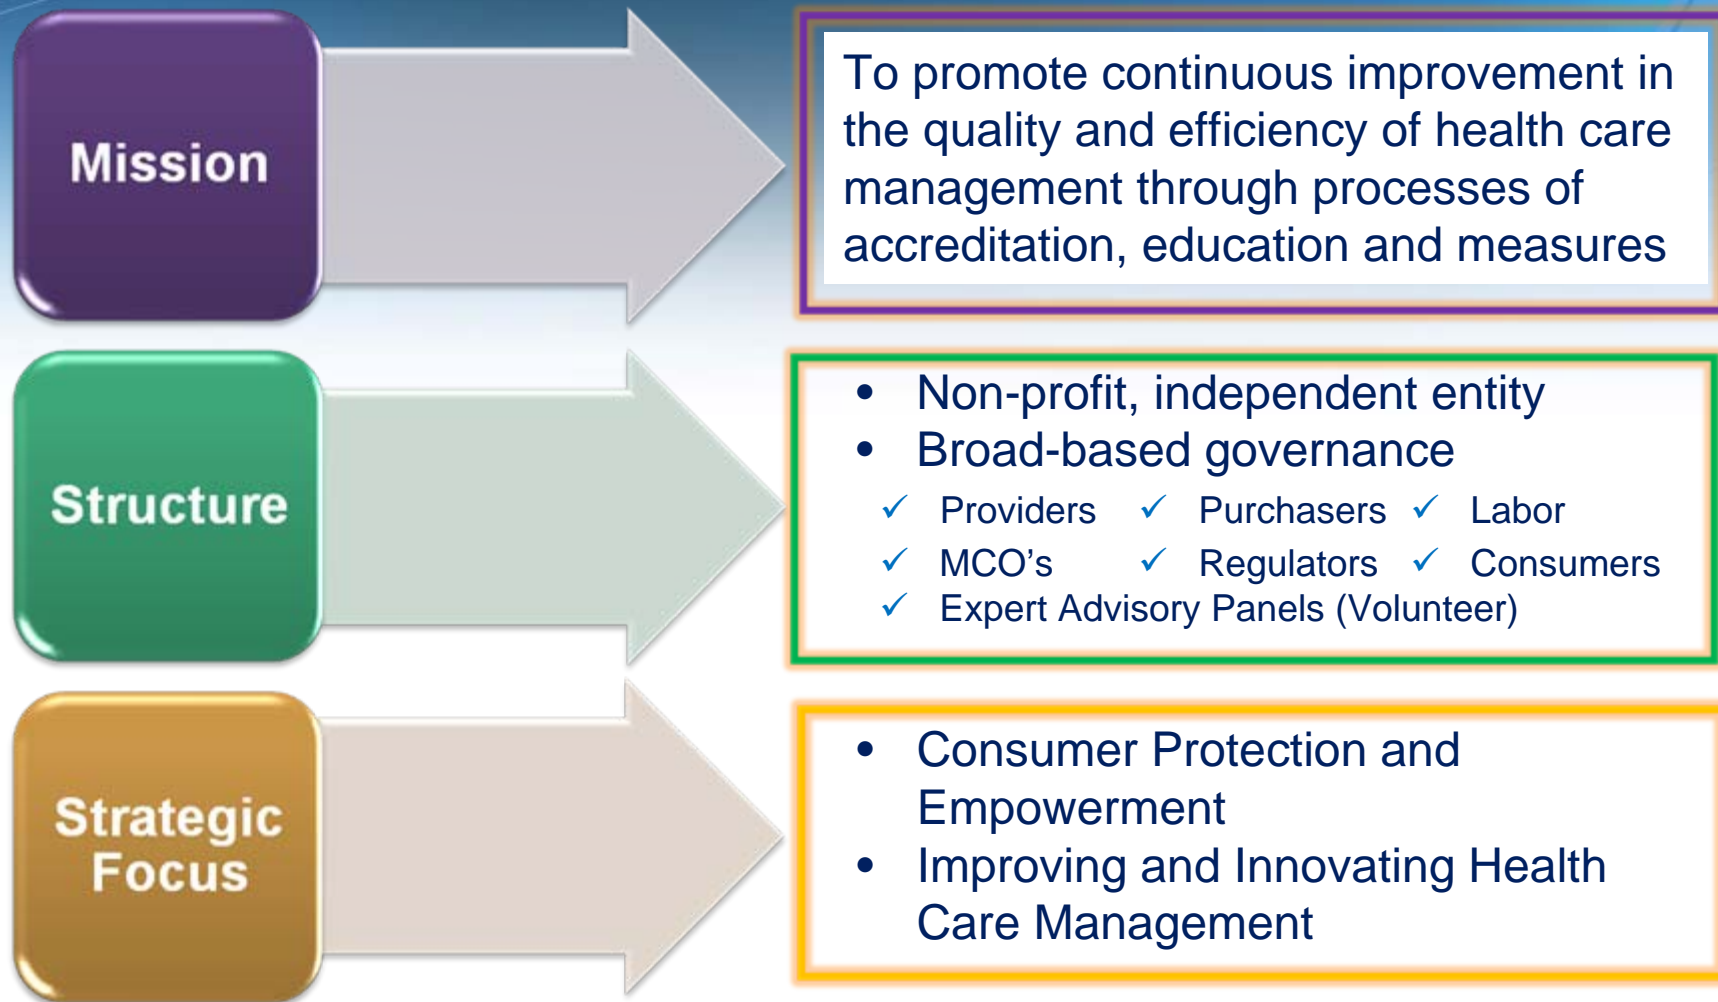 Mission
To promote continuous improvement in
the quality and efficiency of health care
management through processes of
accreditation, education and measures
Structure
• Non-profit, independent entity
• Broad-based governance
✓ Providers ✓ Purchasers ✓ Labor
✓ MCO's ✓ Regulators ✓ Consumers
✓ Expert Advisory Panels (Volunteer)
Strategic
Focus
• Consumer Protection and
Empowerment
• Improving and Innovating Health
Care Management